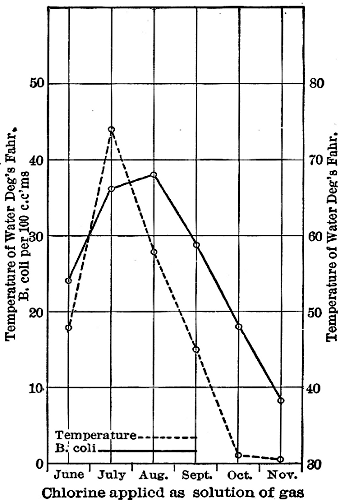 Temperature of Water Deg's Fahr.
B. coli per 100 c.c'ms
50
40
30
20
10
0
80
70
60
50
40
30
Temperature of Water Deg's Fahr.
Temperature
B. coli
June July Aug. Sept. Oct. Nov.
Chlorine applied as solution of gas